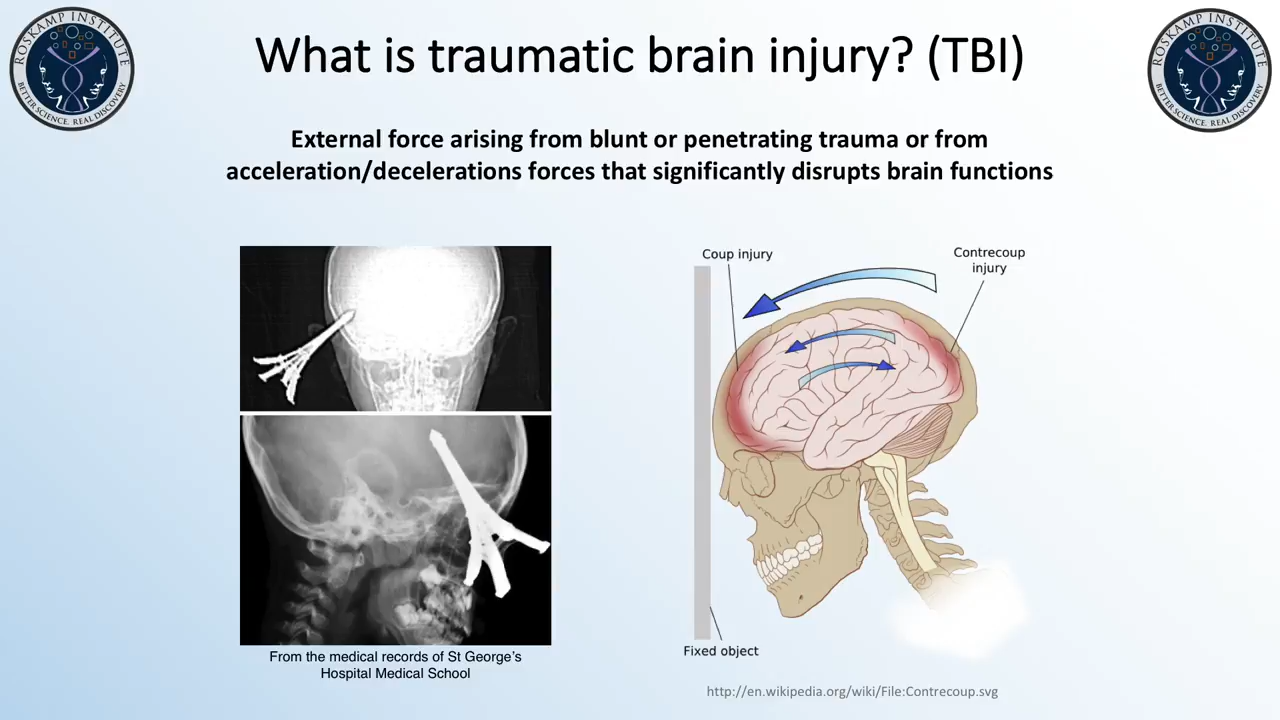 ROSKAMP INSTITUTE
BETTER SCIENCE. REAL DISCOVERY
What is traumatic brain injury? (TBI)
ROSKAMP INSTITUTE
BETTER SCIENCE. REAL DISCOVERY
External force arising from blunt or penetrating trauma or from
acceleration/decelerations forces that significantly disrupts brain functions
Coup injury
Contrecoup
injury
Fixed object
From the medical records of St George's
Hospital Medical School
http://en.wikipedia.org/wiki/File:Contrecoup.svg